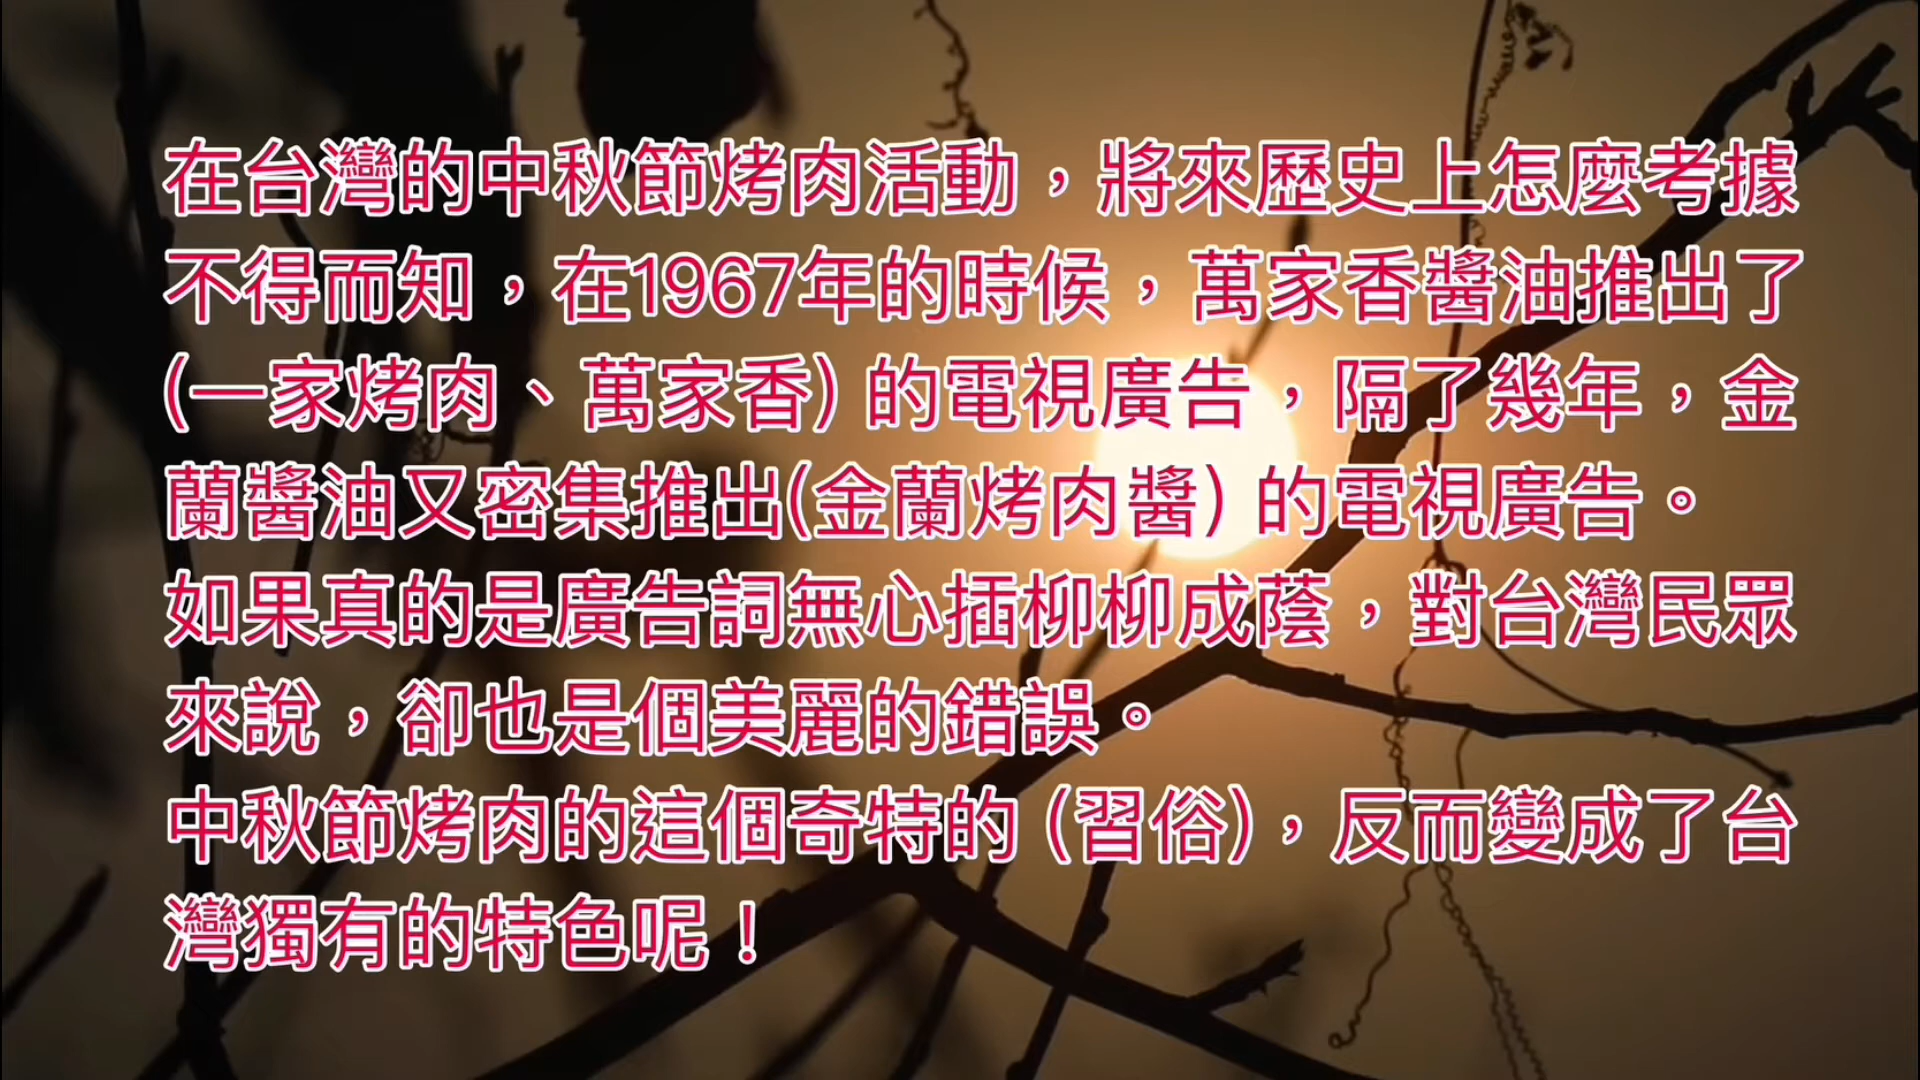 在台灣的中秋節烤肉活動，將來歷史上怎麼考據
不得而知，在1967年的時候，萬家香醬油推出了
(一家烤肉、萬家香) 的電視廣告，隔了幾年，金
蘭醬油又密集推出(金蘭烤肉醬) 的電視廣告。
如果真的是廣告詞無心插柳柳成蔭，對台灣民眾
來說，卻也是個美麗的錯誤。
中秋節烤肉的這個奇特的 (習俗)，反而變成了台
灣獨有的特色呢！